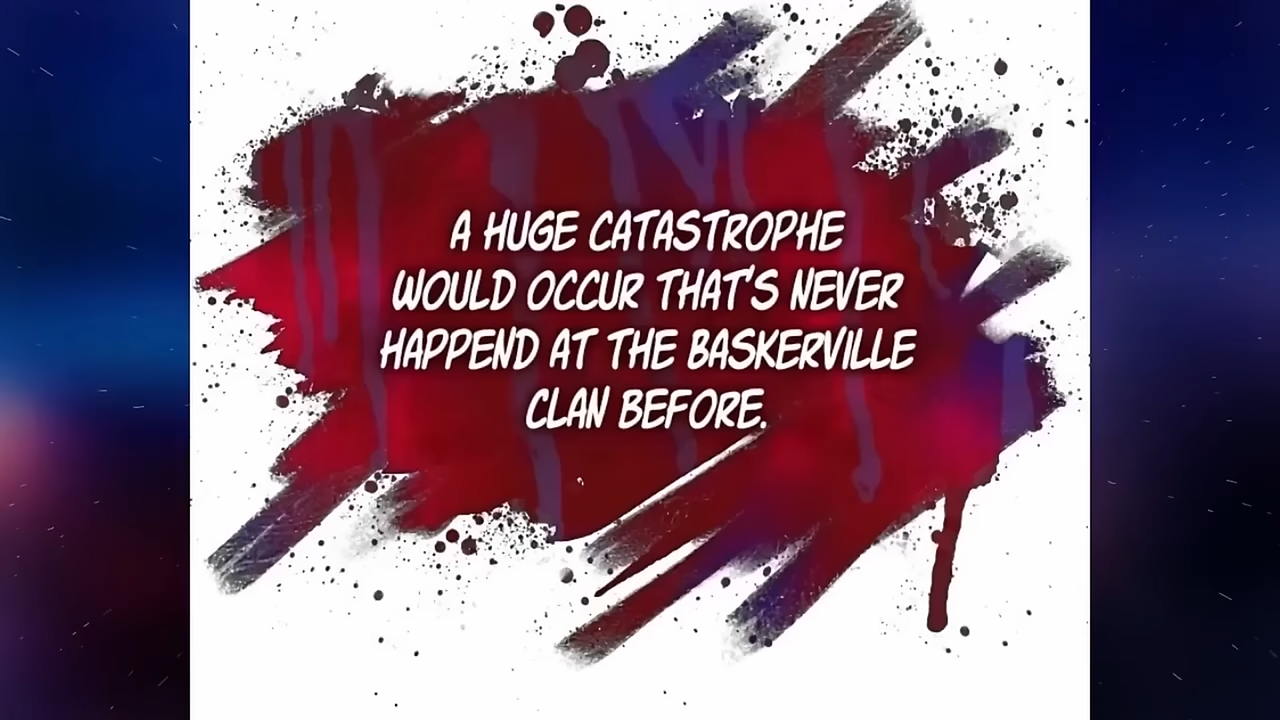 A HUGE CATASTROPHE
WOULD OCCUR THAT'S NEVER
HAPPEND AT THE BASKERVILLE
CLAN BEFORE.